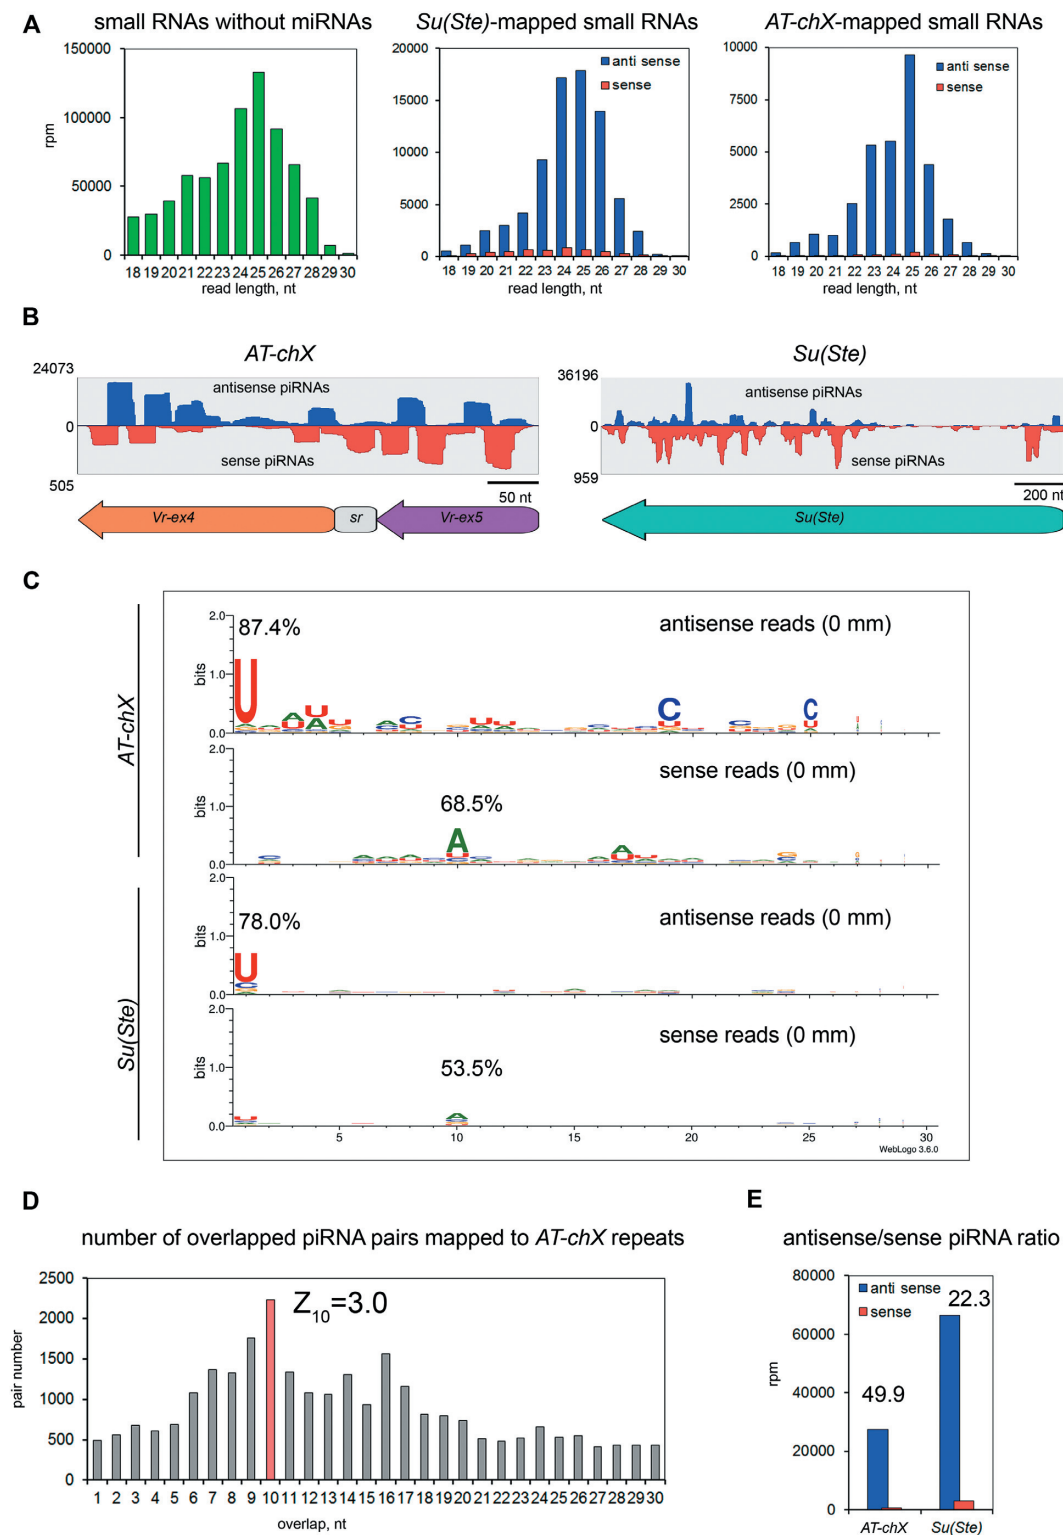 A
small RNAs without miRNAs
Su(Ste)-mapped small RNAs
AT-chX-mapped small RNAs
150000
100000
50000
0
rpm
18 19 20 21 22 23 24 25 26 27 28 29 30
read length, nt
20000
15000
10000
5000
0
anti sense
sense
18 19 20 21 22 23 24 25 26 27 28 29 30
read length, nt
10000
7500
5000
2500
0
anti sense
sense
18 19 20 21 22 23 24 25 26 27 28 29 30
read length, nt
B
AT-chX
24073
0
505
antisense piRNAs
sense piRNAs
50 nt
Vr-ex4
sr
Vr-ex5
Su(Ste)
36196
0
959
antisense piRNAs
sense piRNAs
200 nt
Su(Ste)
C
AT-chX
2.0
1.0
0.0
bits
87.4%
antisense reads (0 mm)
2.0
1.0
0.0
bits
68.5%
sense reads (0 mm)
Su(Ste)
2.0
1.0
0.0
bits
78.0%
antisense reads (0 mm)
2.0
1.0
0.0
bits
53.5%
sense reads (0 mm)
5 10 15 20 25 30
WebLogo 3.6.0
D
number of overlapped piRNA pairs mapped to AT-chX repeats
2500
2000
1500
1000
500
0
pair number
Z10=3.0
1 2 3 4 5 6 7 8 9 10 11 12 13 14 15 16 17 18 19 20 21 22 23 24 25 26 27 28 29 30
overlap, nt
E
antisense/sense piRNA ratio
80000
60000
40000
20000
0
rpm
anti sense
sense
22.3
49.9
AT-chX
Su(Ste)